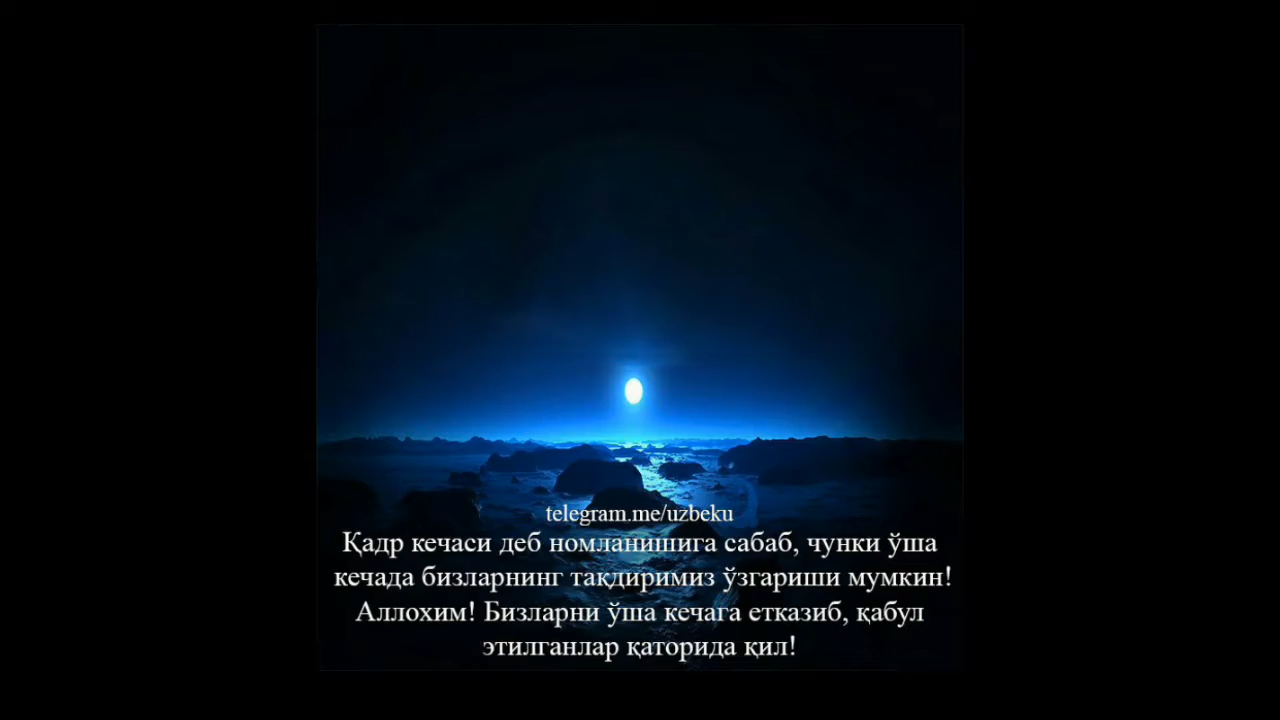 telegram.me/uzbeku
Қадр кечаси деб номланишига сабаб, чунки ўша
кечада бизларнинг тақдиримиз ўзгариши мумкин!
Аллохим! Бизларни ўша кечага етказиб, қабул
этилганлар қаторида қил!